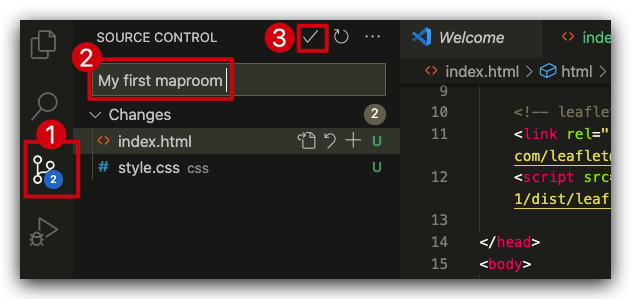 SOURCE CONTROL
3
2
My first maproom
Changes
2
<> index.html
U
# style.css css
U
1
2
Welcome
<> inde
<> index.html > html >
9
10 <!-- leaflet
11 <link rel="
com/leaflet@
12 <script src=
1/dist/leaf
13
14 </head>
15 <body>